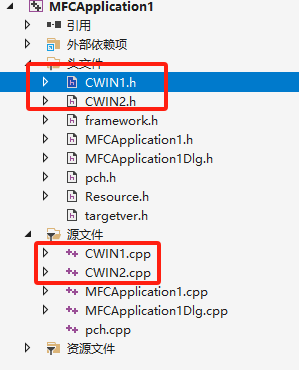 MFCApplication1
引用
外部依赖项
头文件
CWIN1.h
CWIN2.h
framework.h
MFCApplication1.h
MFCApplication1Dlg.h
pch.h
Resource.h
targetver.h
源文件
CWIN1.cpp
CWIN2.cpp
MFCApplication1.cpp
MFCApplication1Dlg.cpp
pch.cpp
资源文件